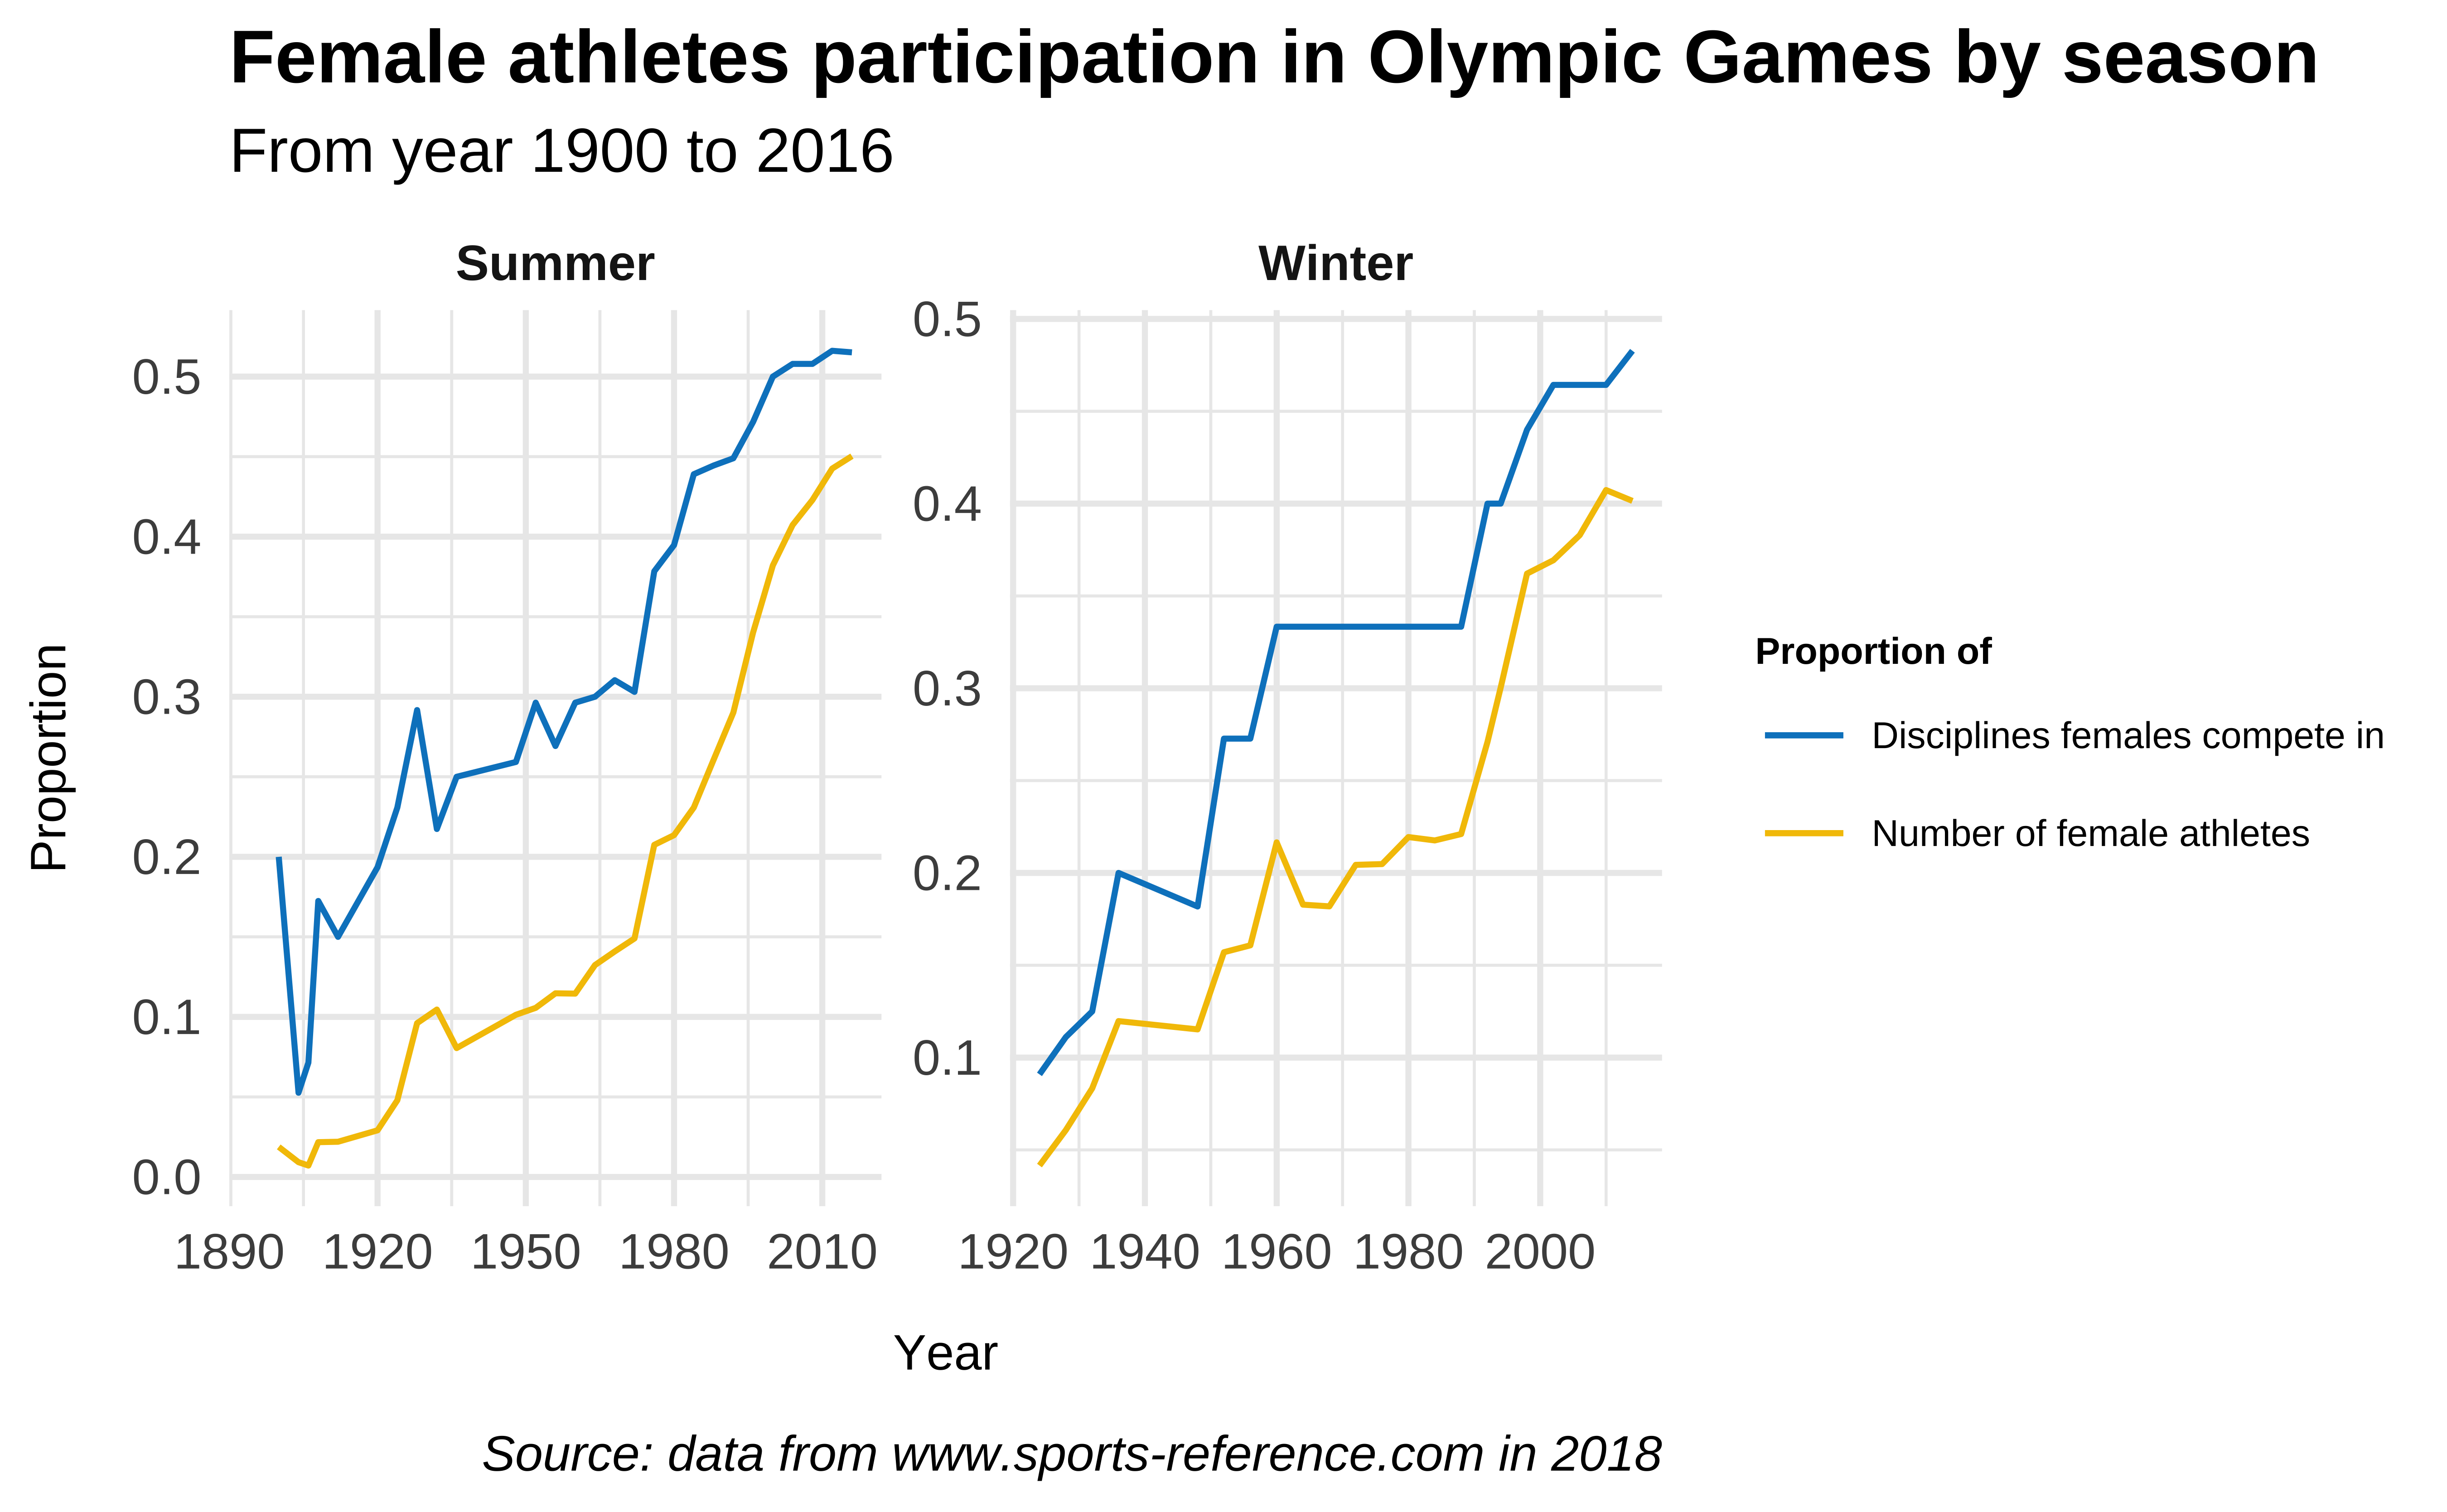 Female athletes participation in Olympic Games by season
From year 1900 to 2016
Summer
Winter
0.5
0.4
0.3
0.2
0.1
0.0
0.5
0.4
0.3
0.2
0.1
1890 1920 1950 1980 2010
1920 1940 1960 1980 2000
Proportion
Year
Proportion of
Disciplines females compete in
Number of female athletes
Source: data from www.sports-reference.com in 2018